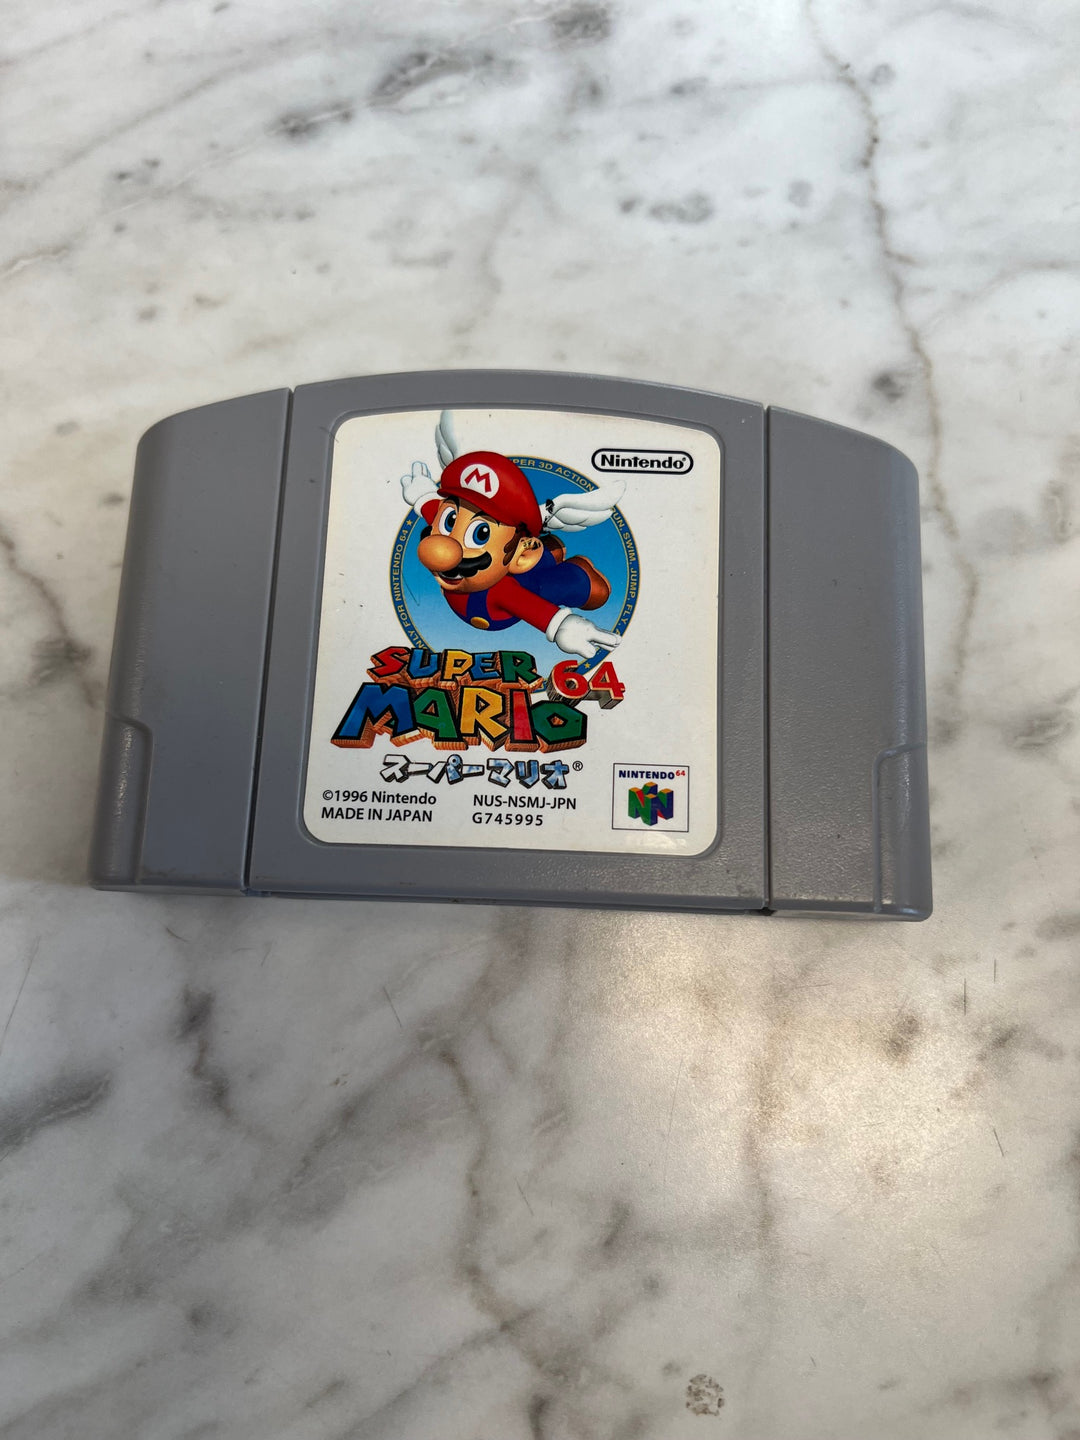 Nintendo®
ONLY FOR NINTENDO 64 ★ SUPER 3D ACTION RUN, SWIM, JUMP, FLY,
M
SUPER
MARIO 64
スーパーマリオ®
©1996 Nintendo
MADE IN JAPAN
NUS-NSMJ-JPN
G745995
NINTENDO64